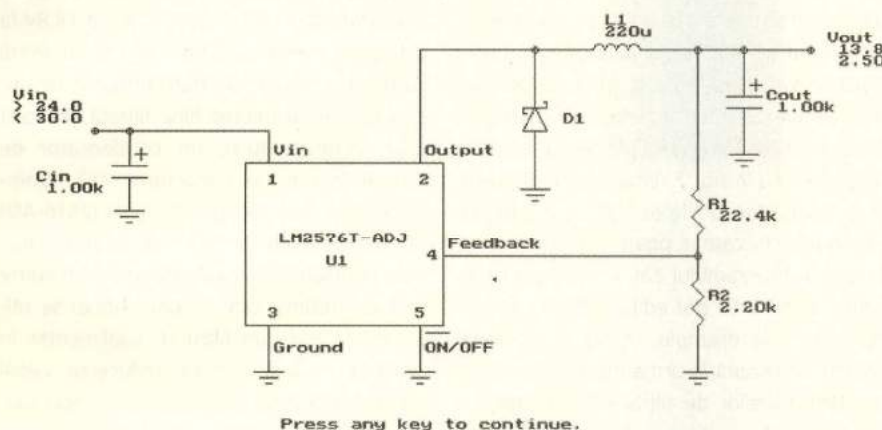 L1
220u
Vout
13.8
2.50
Vin
> 24.0
< 30.0
Cout
1.00k
D1
Vin
Output
Cin
1.00k
1
2
R1
22.4k
LM2576T-ADJ
4
Feedback
U1
R2
2.20k
3
5
Ground
ON/OFF
Press any key to continue.